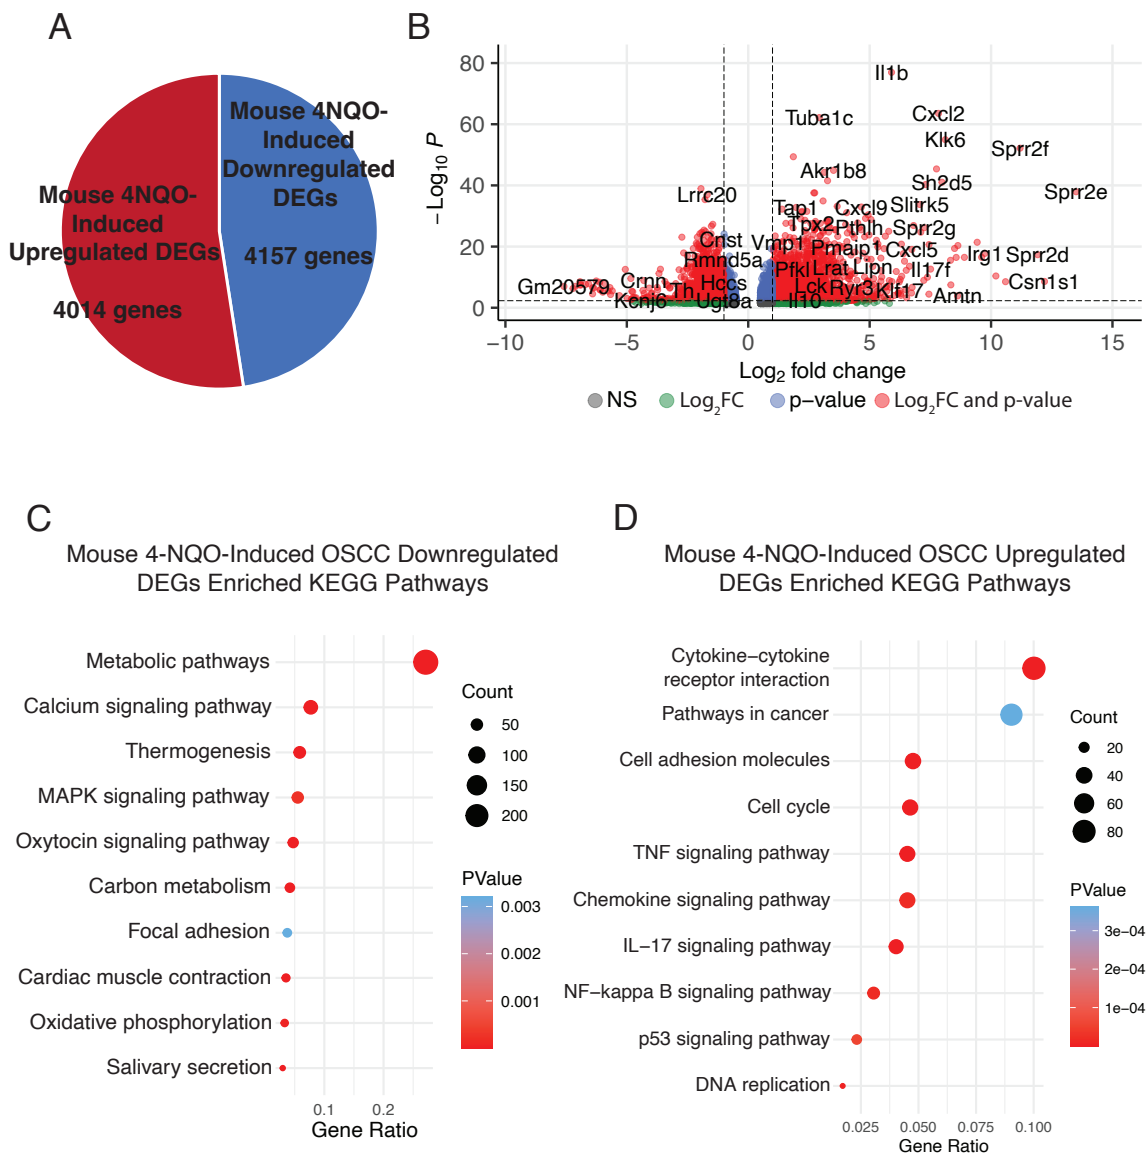 A
Mouse 4NQO-
Induced
Downregulated
DEGs
4157 genes
Mouse 4NQO-
Induced
Upregulated DEGs
4014 genes
B
−Log10 P
80
60
40
20
0
Il1b
Tuba1c
Cxcl2
Klk6
Sprr2f
Akr1b8
Sh2d5
Sprr2e
Lrrc20
Tap1
Cxcl9
Slitrk5
Tpx2
Pthlh
Sprr2g
Cnst
Vmp1
Pmaip1
Cxcl5
Irg1
Sprr2d
Rmnd5a
Pfkl
Lrat
Lipn
Il17f
Gm20579
Crnn
Th
Hccs
Lck
Ryr3
Klf17
Amtn
Csn1s1
Kcnj6
Ugt8a
Il10
−10
−5
0
5
10
15
Log2 fold change
NS
Log2FC
p−value
Log2FC and p-value
C
Mouse 4-NQO-Induced OSCC Downregulated
DEGs Enriched KEGG Pathways
Metabolic pathways
Calcium signaling pathway
Thermogenesis
MAPK signaling pathway
Oxytocin signaling pathway
Carbon metabolism
Focal adhesion
Cardiac muscle contraction
Oxidative phosphorylation
Salivary secretion
0.1
0.2
Gene Ratio
Count
50
100
150
200
PValue
0.003
0.002
0.001
D
Mouse 4-NQO-Induced OSCC Upregulated
DEGs Enriched KEGG Pathways
Cytokine−cytokine
receptor interaction
Pathways in cancer
Cell adhesion molecules
Cell cycle
TNF signaling pathway
Chemokine signaling pathway
IL−17 signaling pathway
NF−kappa B signaling pathway
p53 signaling pathway
DNA replication
0.025
0.050
0.075
0.100
Gene Ratio
Count
20
40
60
80
PValue
3e−04
2e−04
1e−04